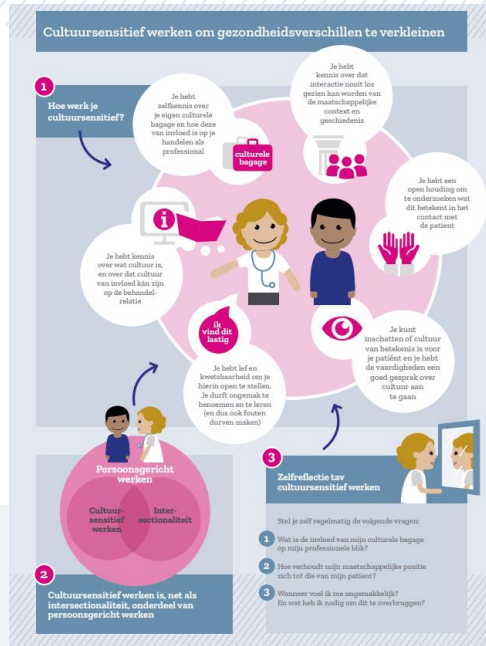 Cultuursensitief werken om gezondheidsverschillen te verkleinen
1
Hoe werk je
cultuursensitief?
Je hebt
zelfkennis over
je eigen culturele
bagage en hoe deze
van invloed is op je
handelen als
professional
culturele
bagage
Je hebt
kennis over dat
interactie nooit los
gezien kan worden van
de maatschappelijke
context en
geschiedenis
Je hebt een
open houding om
te onderzoeken wat
dit betekent in het
contact met
de patient
i
Je hebt kennis
over wat cultuur is,
en over dat cultuur
van invloed kán zijn
op de behandel-
relatie
ik
vind dit
lastig
Je hebt lef en
kwetsbaarheid om je
hierin open te stellen.
Je durft ongemak te
benoemen en te leren
(en dus ook fouten
durven maken)
Je kunt
inschatten of cultuur
van betekenis is voor
je patiënt en je hebt
de vaardigheden een
goed gesprek over
cultuur aan
te gaan
Persoonsgericht
werken
Cultuur-
sensitief
werken
Inter-
sectionaliteit
2
Cultuursensitief werken is, net als
intersectionaliteit, onderdeel van
persoonsgericht werken
3
Zelfreflectie tav
cultuursensitief werken
Stel je zelf regelmatig de volgende vragen:
1 Wat is de invloed van mijn culturele bagage
op mijn professionele blik?
2 Hoe verhoudt mijn maatschappelijke positie
zich tot die van mijn patient?
3 Wanneer voel ik me ongemakkelijk?
En wat heb ik nodig om dit te overbruggen?